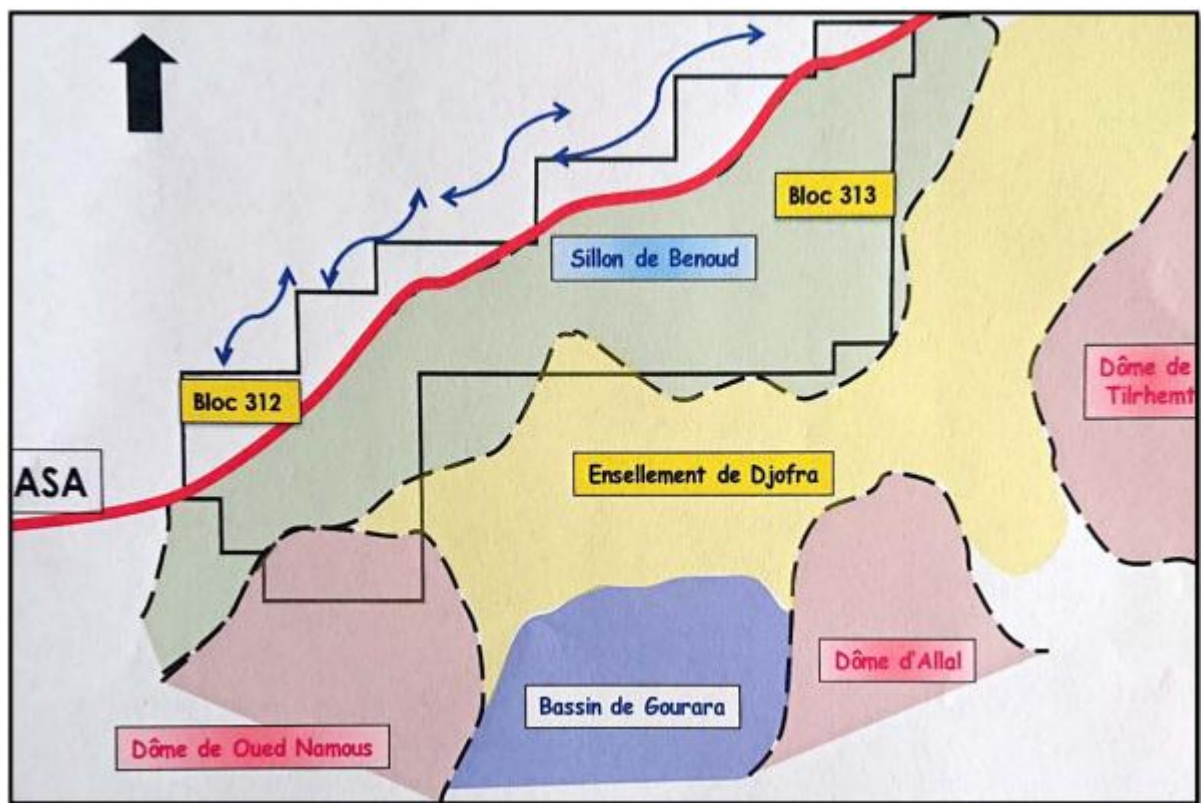 Bloc 313
Sillon de Benoud
Bloc 312
Dôme de
Tilrhemt
Ensellement de Djofra
ASA
Dôme d'Allal
Bassin de Gourara
Dôme de Oued Namous